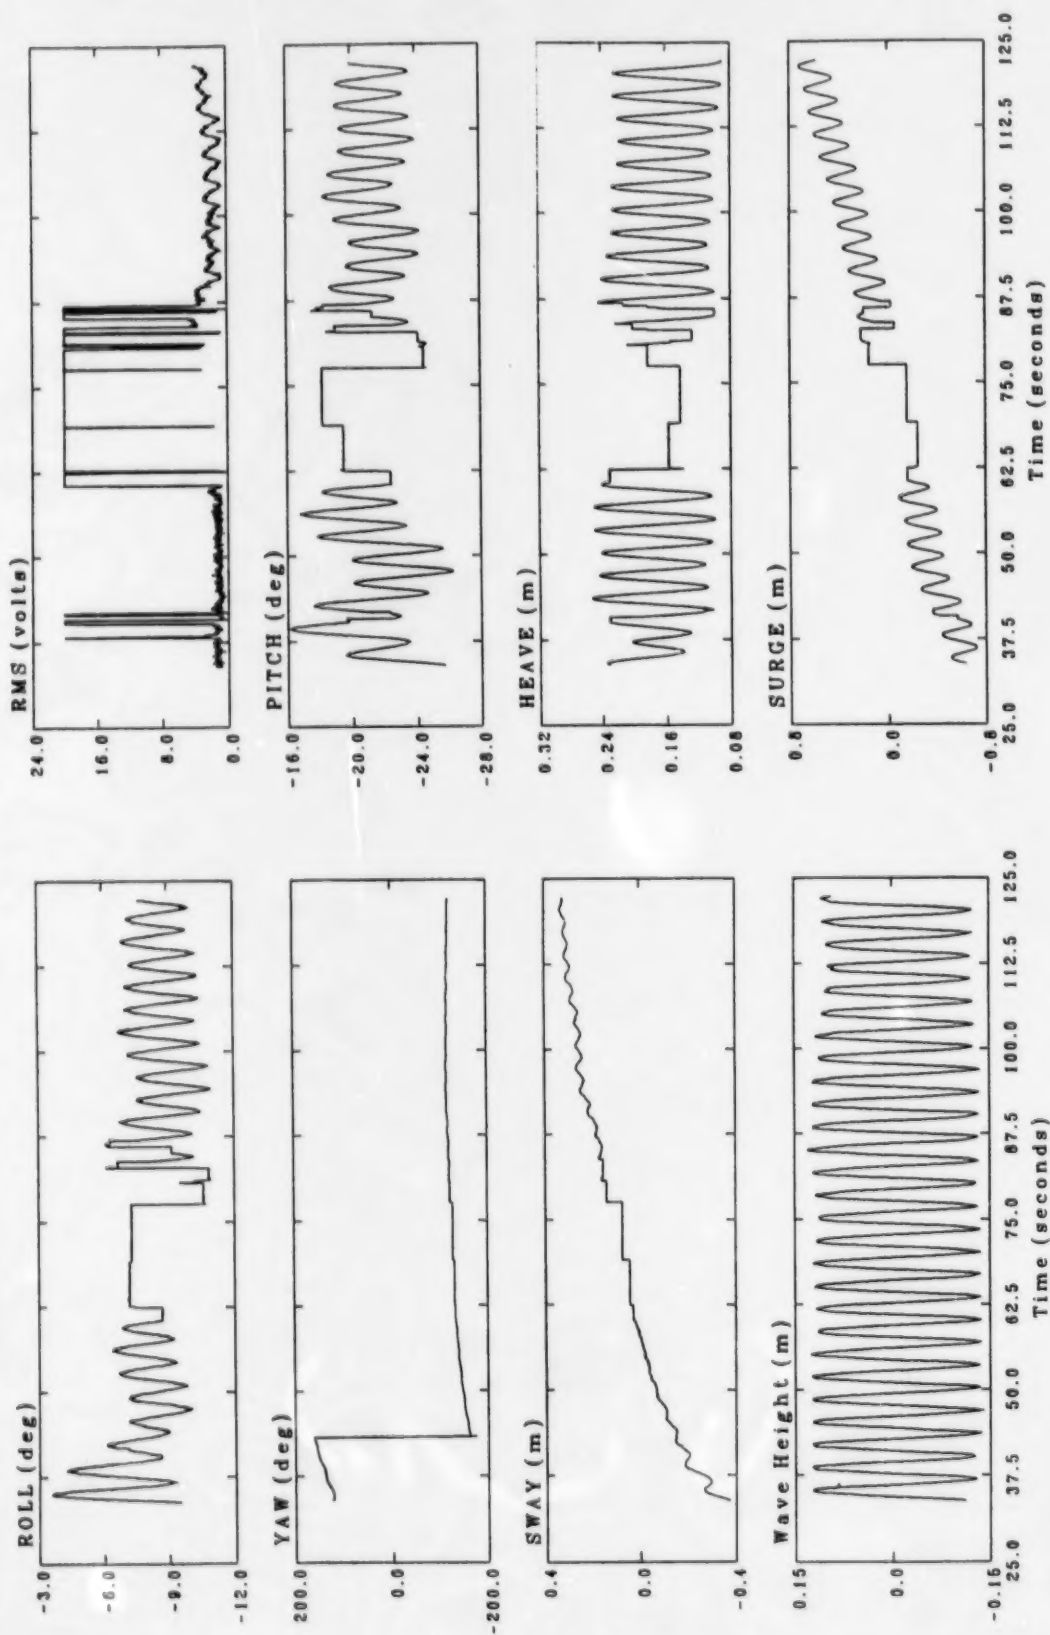 ROLL (deg)
-3.0
-6.0
-9.0
-12.0
YAW (deg)
200.0
0.0
-200.0
SWAY (m)
0.4
0.0
-0.4
Wave Height (m)
0.15
0.0
-0.15
25.0 37.5 50.0 62.5 75.0 87.5 100.0 112.5 125.0
Time (seconds)
RMS (volts)
24.0
16.0
8.0
0.0
PITCH (deg)
-16.0
-20.0
-24.0
-28.0
HEAVE (m)
0.32
0.24
0.16
0.08
SURGE (m)
0.8
0.0
-0.8
25.0 37.5 50.0 62.5 75.0 87.5 100.0 112.5 125.0
Time (seconds)